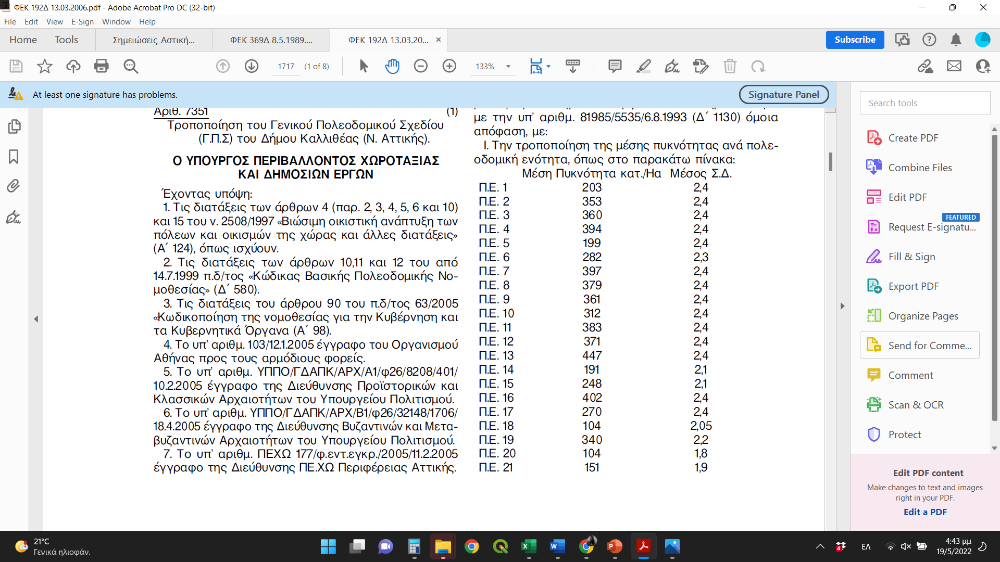 ΦΕΚ 192Δ 13.03.2006.pdf - Adobe Acrobat Pro DC (32-bit)
File Edit View E-Sign Window Help
Home Tools Σημειώσεις_Αστική... ΦΕΚ 369Δ 8.5.1989.... ΦΕΚ 192Δ 13.03.20... Subscribe
1717 (1 of 8) 133%
At least one signature has problems. Signature Panel
Αριθ. 7351 (1)
Τροποποίηση του Γενικού Πολεοδομικού Σχεδίου
(Γ.Π.Σ) του Δήμου Καλλιθέας (Ν. Αττικής).
Ο ΥΠΟΥΡΓΟΣ ΠΕΡΙΒΑΛΛΟΝΤΟΣ ΧΩΡΟΤΑΞΙΑΣ
ΚΑΙ ΔΗΜΟΣΙΩΝ ΕΡΓΩΝ
Έχοντας υπόψη:
1. Τις διατάξεις των άρθρων 4 (παρ. 2, 3, 4, 5, 6 και 10)
και 15 του ν. 2508/1997 «Βιώσιμη οικιστική ανάπτυξη των
πόλεων και οικισμών της χώρας και άλλες διατάξεις»
(Α΄ 124), όπως ισχύουν.
2. Τις διατάξεις των άρθρων 10,11 και 12 του από
14.7.1999 π.δ/τος «Κώδικας Βασικής Πολεοδομικής Νο-
μοθεσίας» (Δ΄ 580).
3. Τις διατάξεις του άρθρου 90 του π.δ/τος 63/2005
«Κωδικοποίηση της νομοθεσίας για την Κυβέρνηση και
τα Κυβερνητικά Όργανα (Α΄ 98).
4. Το υπ’ αριθμ. 103/12.1.2005 έγγραφο του Οργανισμού
Αθήνας προς τους αρμόδιους φορείς.
5. Το υπ’ αριθμ. ΥΠΠΟ/ΓΔΑΠΚ/ΑΡΧ/Α1/φ26/8208/401/
10.2.2005 έγγραφο της Διεύθυνσης Προϊστορικών και
Κλασσικών Αρχαιοτήτων του Υπουργείου Πολιτισμού.
6. Το υπ’ αριθμ. ΥΠΠΟ/ΓΔΑΠΚ/ΑΡΧ/Β1/φ26/32148/1706/
18.4.2005 έγγραφο της Διεύθυνσης Βυζαντινών και Μετα-
βυζαντινών Αρχαιοτήτων του Υπουργείου Πολιτισμού.
7. Το υπ’ αριθμ. ΠΕΧΩ 177/φ.εντ.εγκρ./2005/11.2.2005
έγγραφο της Διεύθυνσης ΠΕ.ΧΩ Περιφέρειας Αττικής.
με την υπ’ αριθμ. 81985/5535/6.8.1993 (Δ΄ 1130) όμοια
απόφαση, με:
Ι. Την τροποποίηση της μέσης πυκνότητας ανά πολε-
οδομική ενότητα, όπως στο παρακάτω πίνακα:
Μέση Πυκνότητα κατ./Ha Μέσος Σ.Δ.
Π.Ε. 1 203 2,4
Π.Ε. 2 353 2,4
Π.Ε. 3 360 2,4
Π.Ε. 4 394 2,4
Π.Ε. 5 199 2,4
Π.Ε. 6 282 2,3
Π.Ε. 7 397 2,4
Π.Ε. 8 379 2,4
Π.Ε. 9 361 2,4
Π.Ε. 10 312 2,4
Π.Ε. 11 383 2,4
Π.Ε. 12 371 2,4
Π.Ε. 13 447 2,4
Π.Ε. 14 191 2,1
Π.Ε. 15 248 2,1
Π.Ε. 16 402 2,4
Π.Ε. 17 270 2,4
Π.Ε. 18 104 2,05
Π.Ε. 19 340 2,2
Π.Ε. 20 104 1,8
Π.Ε. 21 151 1,9
Search tools
Create PDF
Combine Files
Edit PDF
FEATURED
Request E-signatu...
Fill & Sign
Export PDF
Organize Pages
Send for Comme...
Comment
Scan & OCR
Protect
Edit PDF content
Make changes to text and images
right in your PDF.
Edit a PDF
21°C
Γενικά ηλιοφάν.
ΕΛ
4:43 μμ
19/5/2022